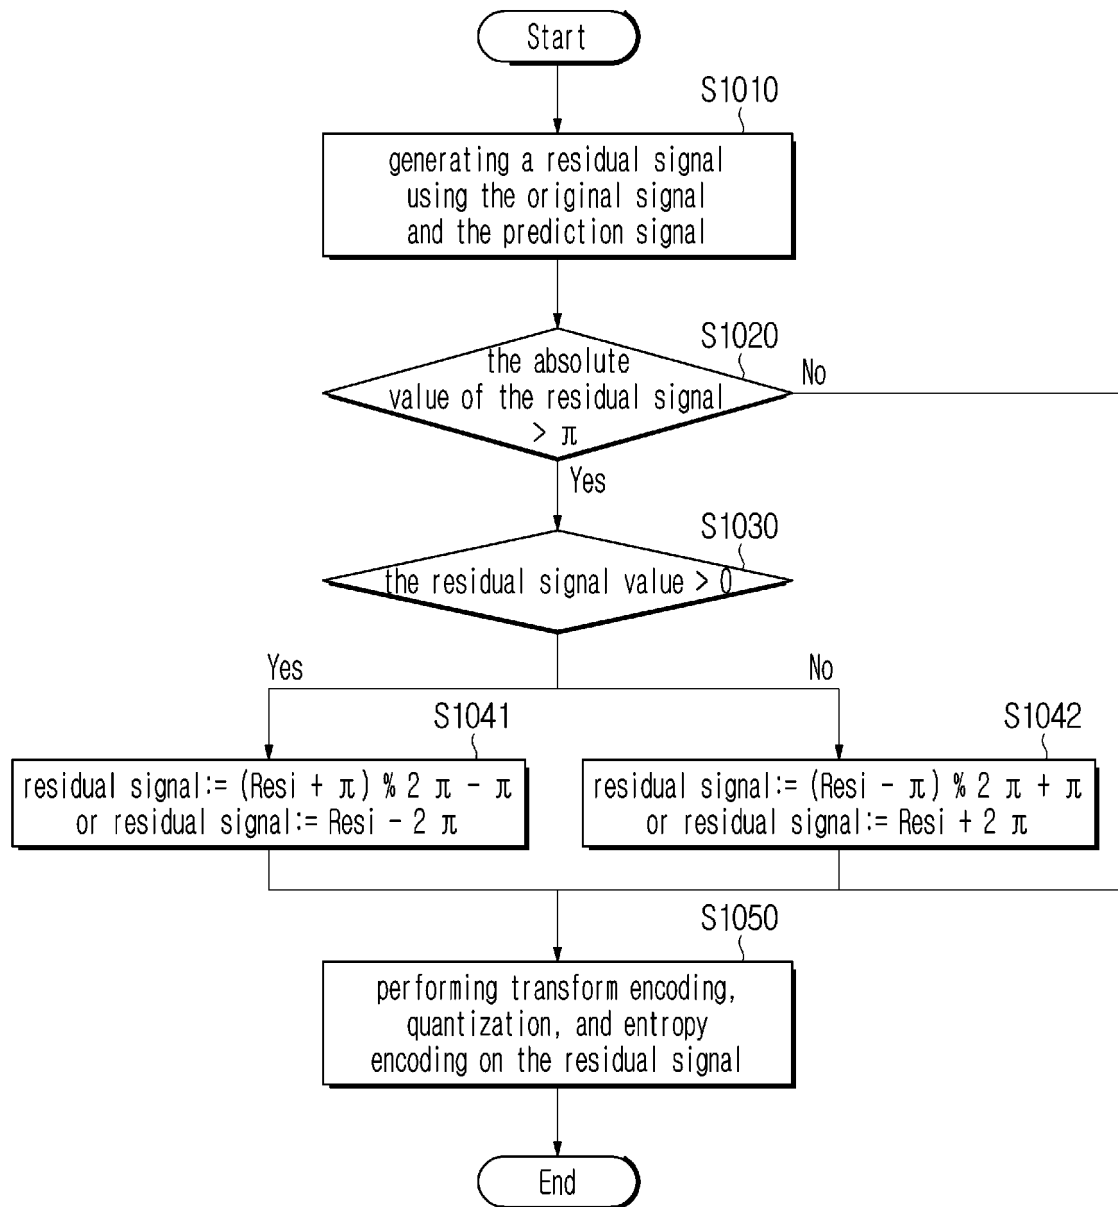 Start
S1010
generating a residual signal
using the original signal
and the prediction signal
S1020
the absolute
value of the residual signal
> π
No
Yes
S1030
the residual signal value > 0
Yes
No
S1041
residual signal:= (Resi + π) % 2 π - π
or residual signal:= Resi - 2 π
S1042
residual signal:= (Resi - π) % 2 π + π
or residual signal:= Resi + 2 π
S1050
performing transform encoding,
quantization, and entropy
encoding on the residual signal
End